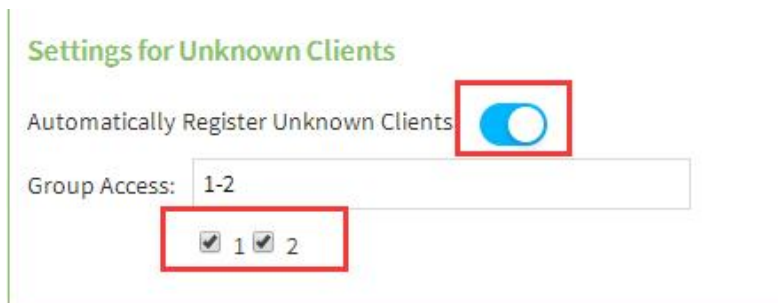 Settings for Unknown Clients
Automatically Register Unknown Clients
Group Access: 1-2
1 2